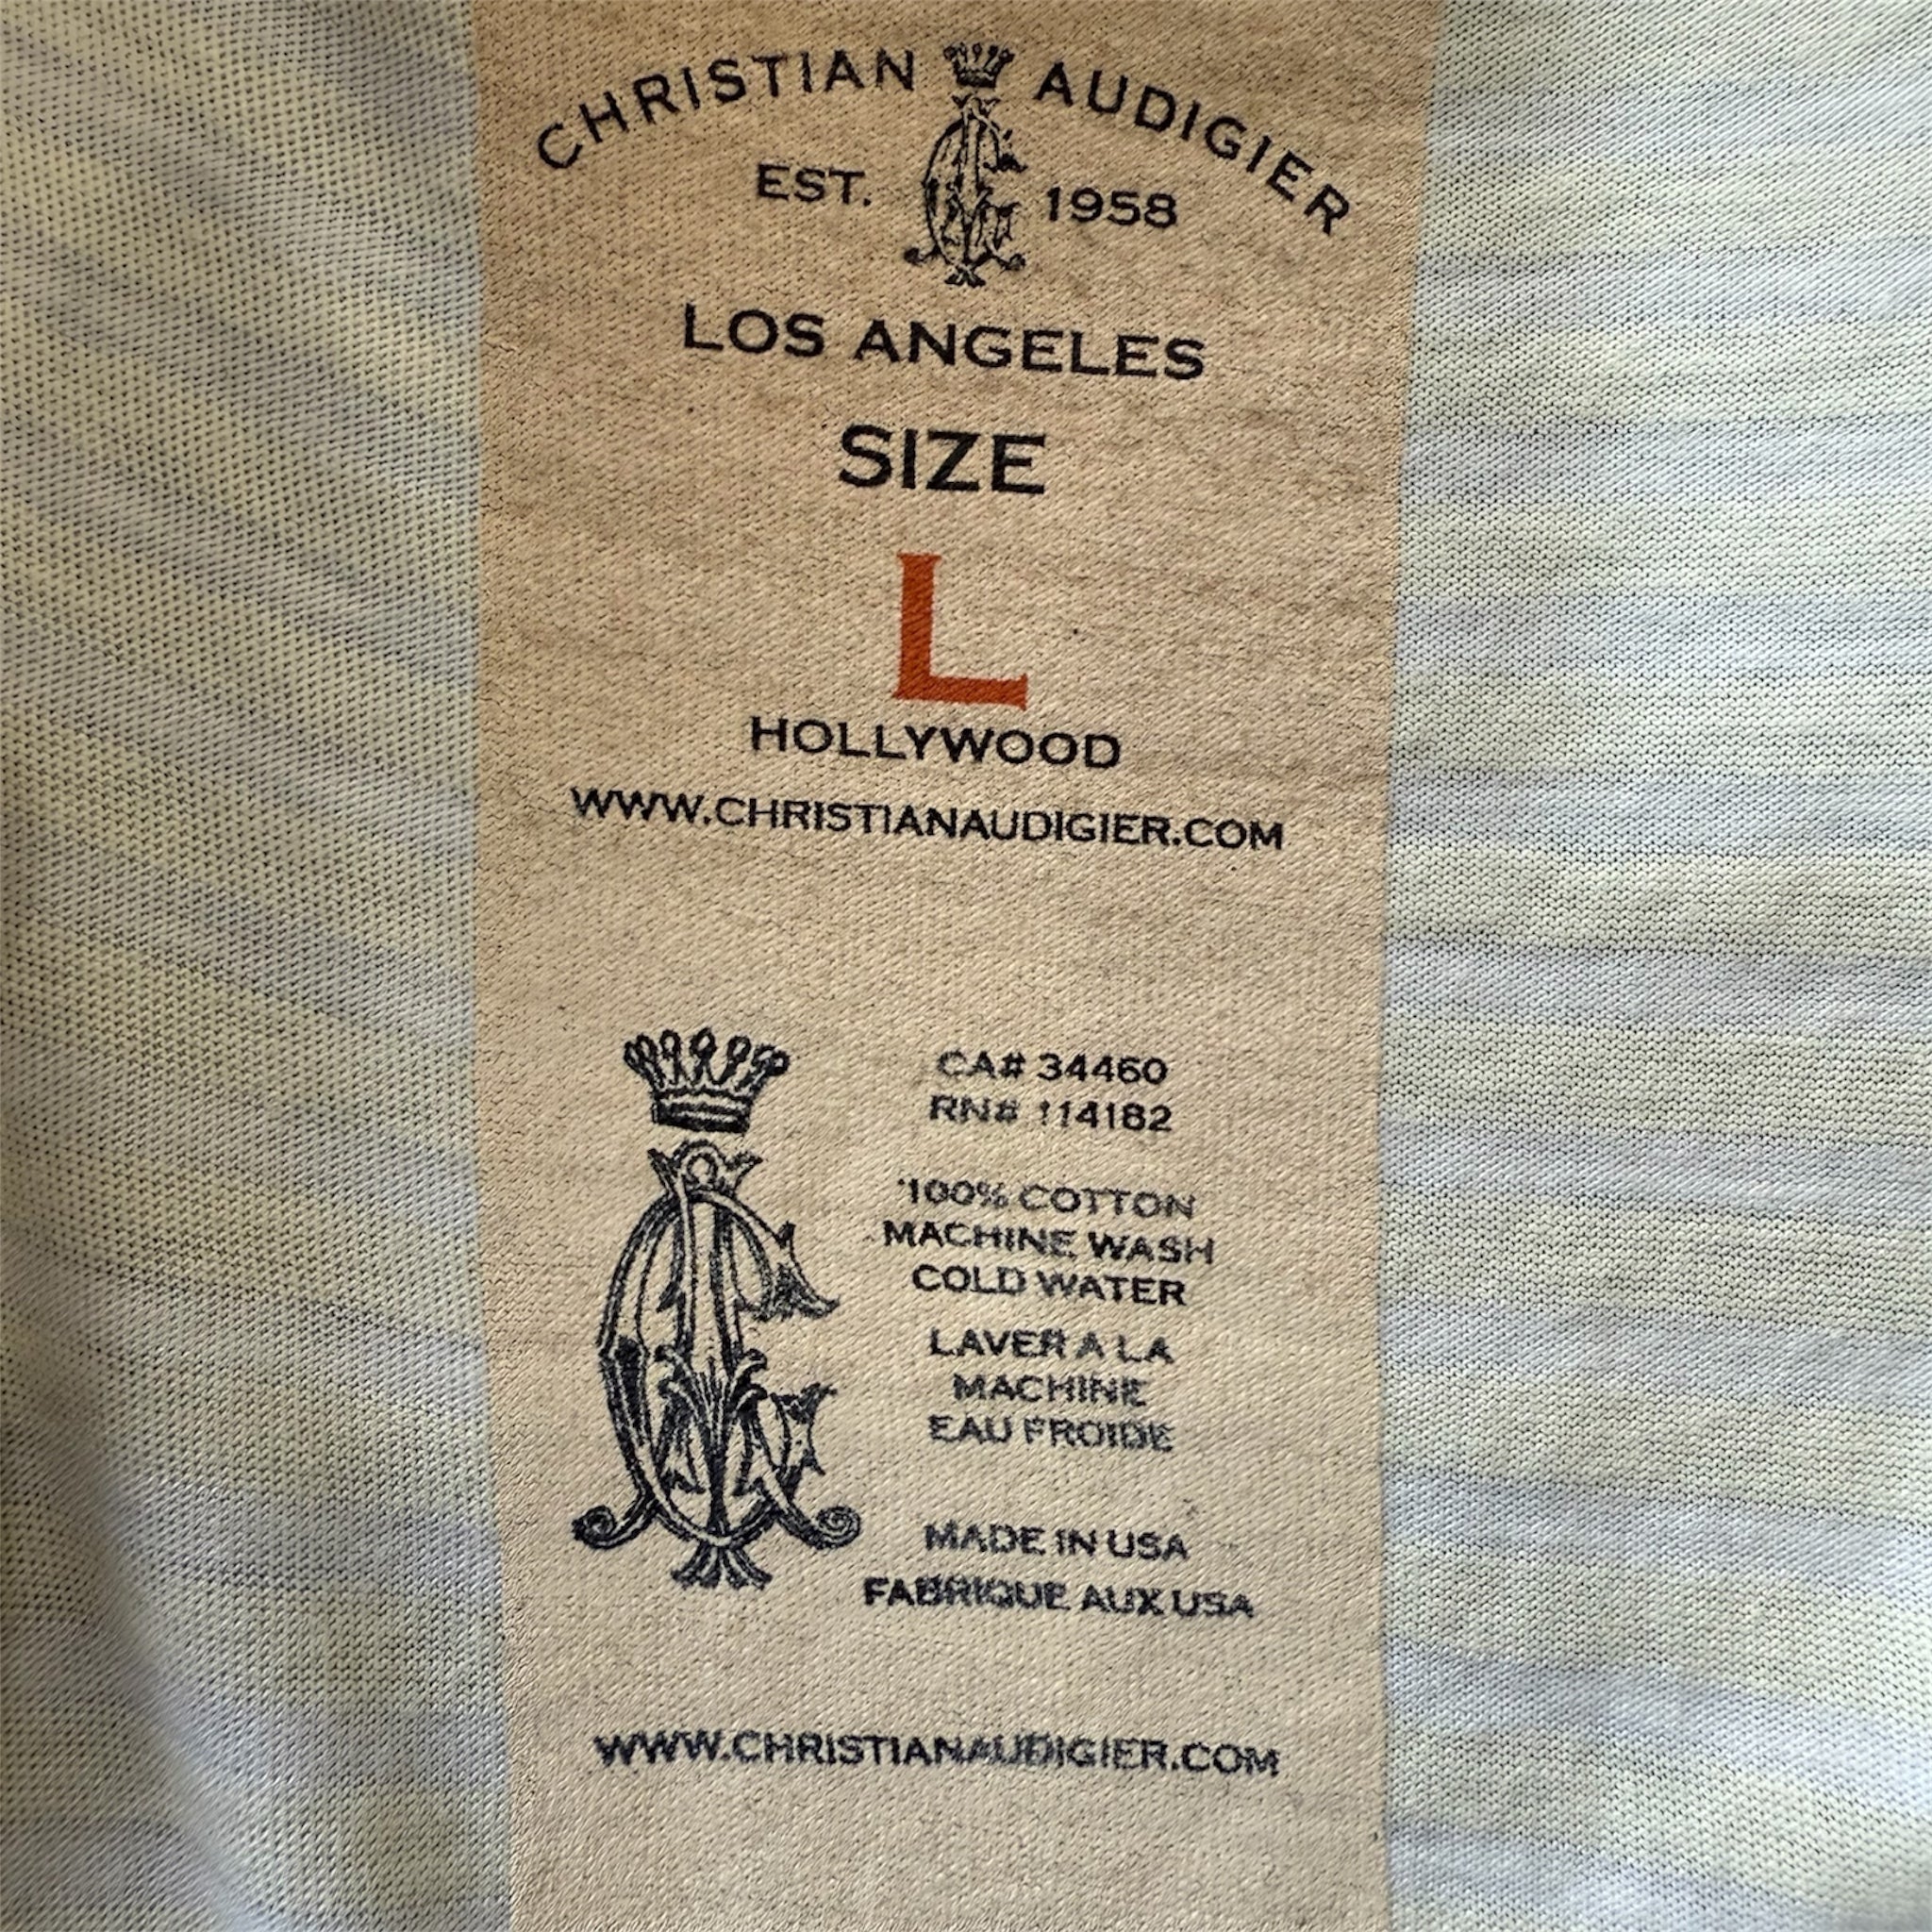 CHRISTIAN AUDIGIER
EST. 1958
LOS ANGELES
SIZE
L
HOLLYWOOD
WWW.CHRISTIANAUDIGIER.COM
CA# 34460
RN# 114182
100% COTTON
MACHINE WASH
COLD WATER
LAVER A LA
MACHINE
EAU FROIDE
MADE IN USA
FABRIQUE AUX USA
WWW.CHRISTIANAUDIGIER.COM